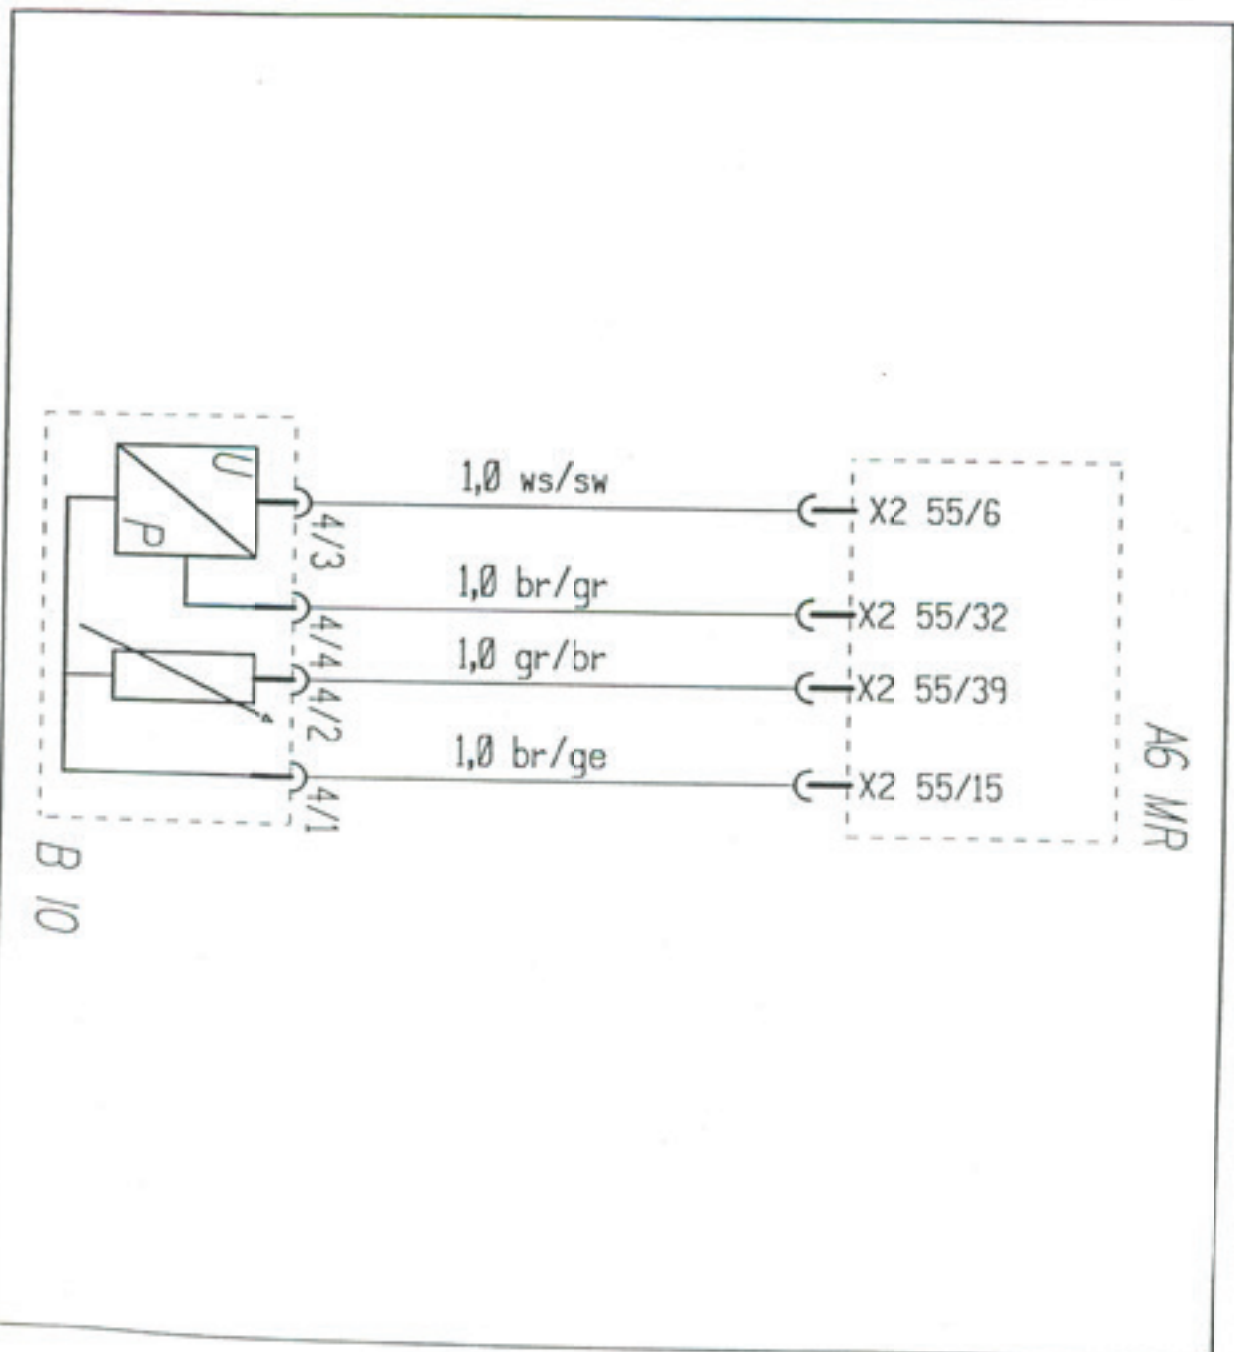 U
P
4/3
1,0 ws/sw
X2 55/6
4/4
1,0 br/gr
X2 55/32
4/2
1,0 gr/br
X2 55/39
4/1
1,0 br/ge
X2 55/15
A6 MR
B 10